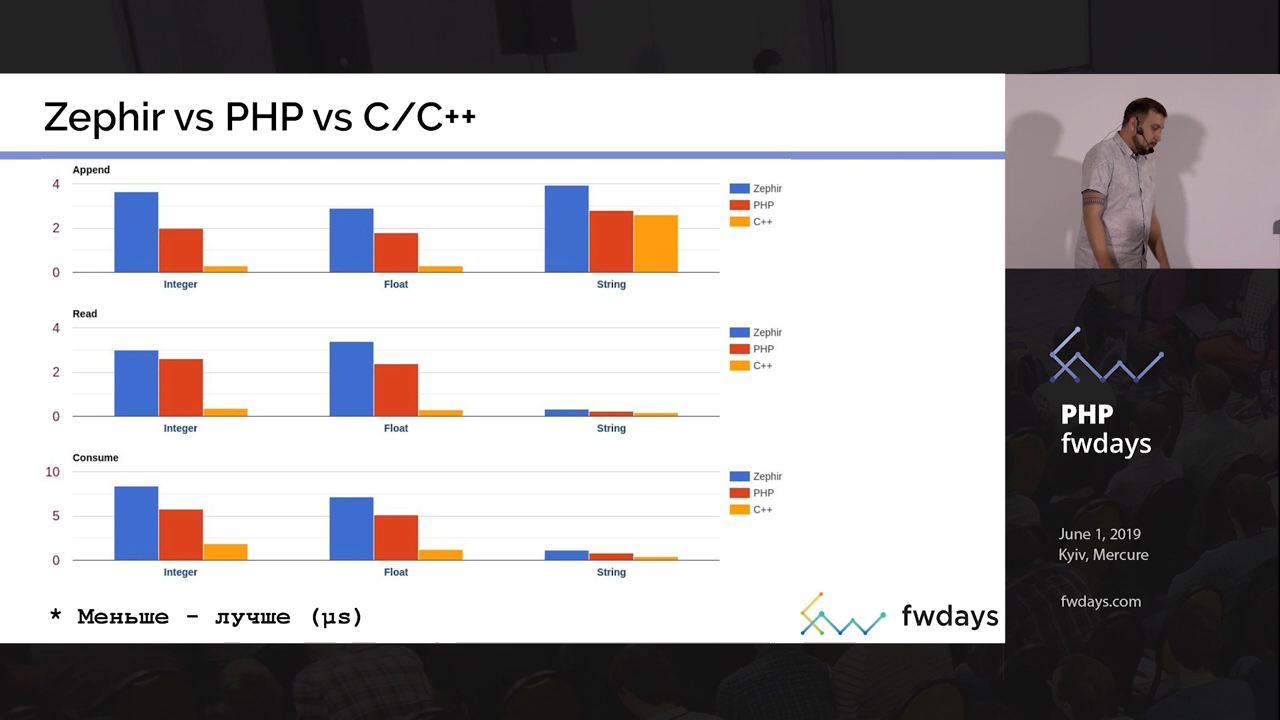 Zephir vs PHP vs C/C++
Append
4
2
0
Integer
Float
String
Zephir
PHP
C++
Read
4
2
0
Integer
Float
String
Zephir
PHP
C++
Consume
10
5
0
Integer
Float
String
Zephir
PHP
C++
* Меньше - лучше (μs)
fwdays
PHP
fwdays
June 1, 2019
Kyiv, Mercure
fwdays.com